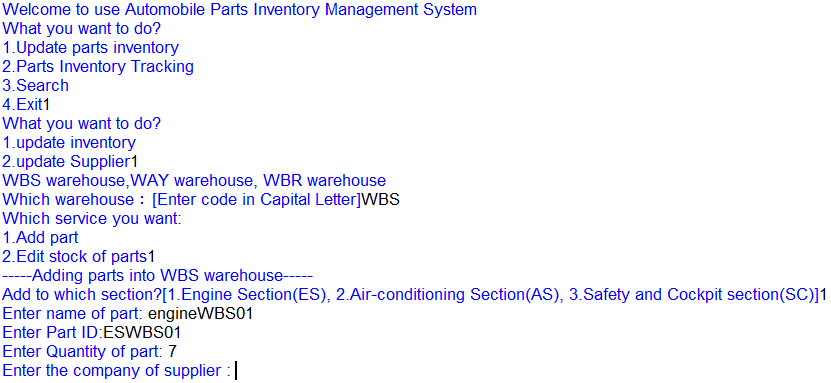 Welcome to use Automobile Parts Inventory Management System
What you want to do?
1.Update parts inventory
2.Parts Inventory Tracking
3.Search
4.Exit1
What you want to do?
1.update inventory
2.update Supplier1
WBS warehouse,WAY warehouse, WBR warehouse
Which warehouse : [Enter code in Capital Letter]WBS
Which service you want:
1.Add part
2.Edit stock of parts1
-----Adding parts into WBS warehouse-----
Add to which section?[1.Engine Section(ES), 2.Air-conditioning Section(AS), 3.Safety and Cockpit section(SC)]1
Enter name of part: engineWBS01
Enter Part ID:ESWBS01
Enter Quantity of part: 7
Enter the company of supplier :